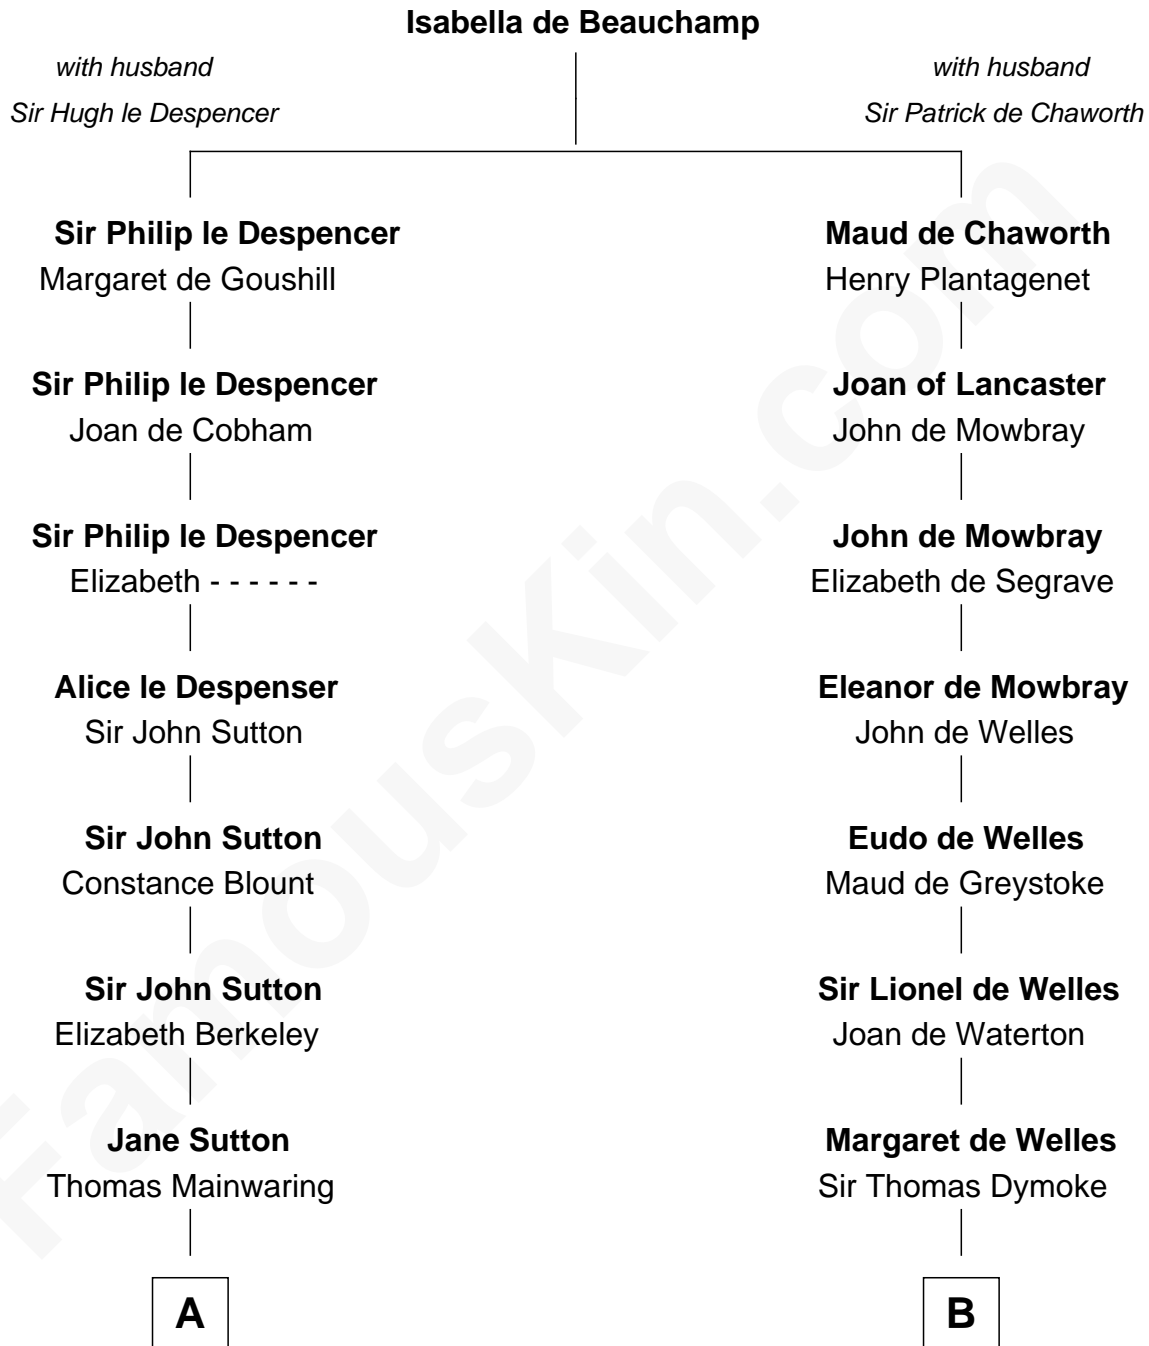 Isabella de Beauchamp
with husband
Sir Hugh le Despencer
with husband
Sir Patrick de Chaworth
Sir Philip le Despencer
Margaret de Goushill
Maud de Chaworth
Henry Plantagenet
Sir Philip le Despencer
Joan de Cobham
Joan of Lancaster
John de Mowbray
Sir Philip le Despencer
Elizabeth - - - - - -
John de Mowbray
Elizabeth de Segrave
Alice le Despenser
Sir John Sutton
Eleanor de Mowbray
John de Welles
Sir John Sutton
Constance Blount
Eudo de Welles
Maud de Greystoke
Sir John Sutton
Elizabeth Berkeley
Sir Lionel de Welles
Joan de Waterton
Jane Sutton
Thomas Mainwaring
Margaret de Welles
Sir Thomas Dymoke
A
B
FamousKin.com